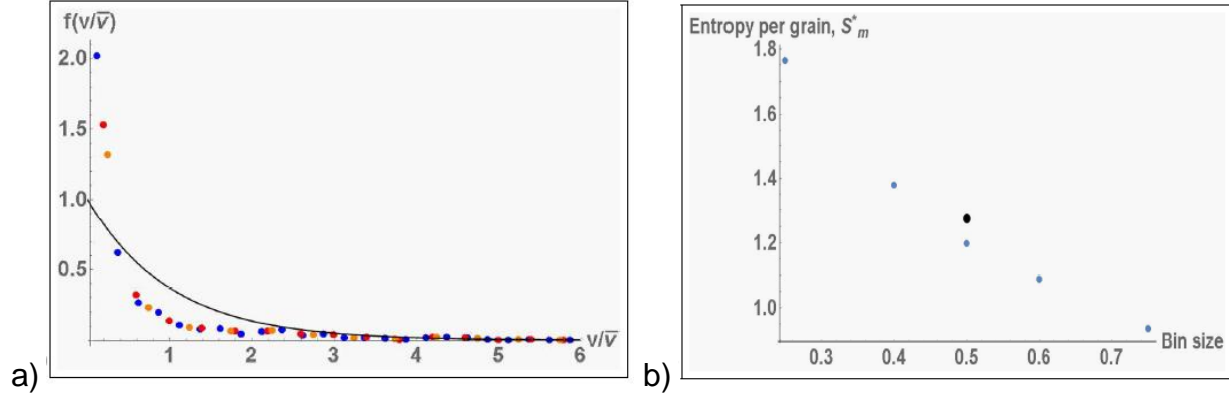 f(v/v̅)
2.0
1.5
1.0
0.5
1 2 3 4 5 6
v/v̅
a)
Entropy per grain, S*m
1.8
1.6
1.4
1.2
1.0
0.3 0.4 0.5 0.6 0.7
Bin size
b)